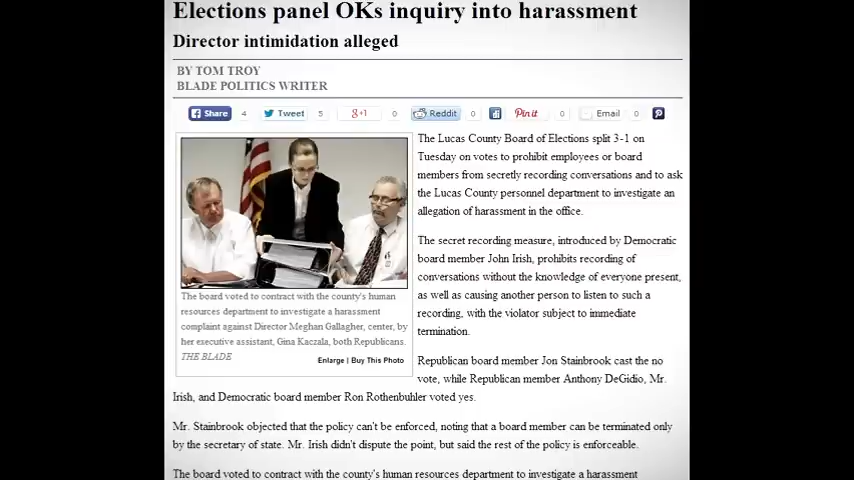 Elections panel OKs inquiry into harassment
Director intimidation alleged
BY TOM TROY
BLADE POLITICS WRITER
Share 4 Tweet 5 g+1 0 Reddit 0 Pin it 0 Email 0
The Lucas County Board of Elections split 3-1 on
Tuesday on votes to prohibit employees or board
members from secretly recording conversations and to ask
the Lucas County personnel department to investigate an
allegation of harassment in the office.
The secret recording measure, introduced by Democratic
board member John Irish, prohibits recording of
conversations without the knowledge of everyone present,
as well as causing another person to listen to such a
recording, with the violator subject to immediate
termination.
The board voted to contract with the county's human
resources department to investigate a harassment
complaint against Director Meghan Gallagher, center, by
her executive assistant, Gina Kaczala, both Republicans.
THE BLADE
Enlarge | Buy This Photo
Republican board member Jon Stainbrook cast the no
vote, while Republican member Anthony DeGidio, Mr.
Irish, and Democratic board member Ron Rothenbuhler voted yes.
Mr. Stainbrook objected that the policy can't be enforced, noting that a board member can be terminated only
by the secretary of state. Mr. Irish didn't dispute the point, but said the rest of the policy is enforceable.
The board voted to contract with the county's human resources department to investigate a harassment